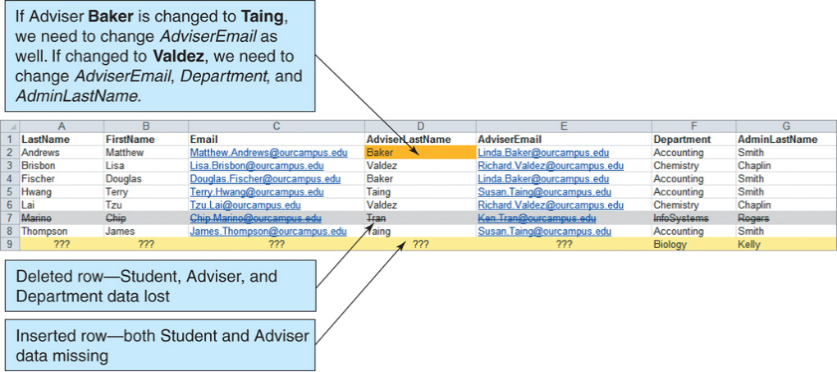 If Adviser Baker is changed to Taing,
we need to change AdviserEmail as
well. If changed to Valdez, we need to
change AdviserEmail, Department, and
AdminLastName.
A B C D E F G
1 LastName FirstName Email AdviserLastName AdviserEmail Department AdminLastName
2 Andrews Matthew Matthew.Andrews@ourcampus.edu Baker Linda.Baker@ourcampus.edu Accounting Smith
3 Brisbon Lisa Lisa.Brisbon@ourcampus.edu Valdez Richard.Valdez@ourcampus.edu Chemistry Chaplin
4 Fischer Douglas Douglas.Fischer@ourcampus.edu Baker Linda.Baker@ourcampus.edu Accounting Smith
5 Hwang Terry Terry.Hwang@ourcampus.edu Taing Susan.Taing@ourcampus.edu Accounting Smith
6 Lai Tzu Tzu.Lai@ourcampus.edu Valdez Richard.Valdez@ourcampus.edu Chemistry Chaplin
7 Marino Chip Chip.Marino@ourcampus.edu Tran Ken.Tran@ourcampus.edu InfoSystems Rogers
8 Thompson James James.Thompson@ourcampus.edu Taing Susan.Taing@ourcampus.edu Accounting Smith
9 ??? ??? ??? ??? ??? Biology Kelly
Deleted row—Student, Adviser, and
Department data lost
Inserted row—both Student and Adviser
data missing